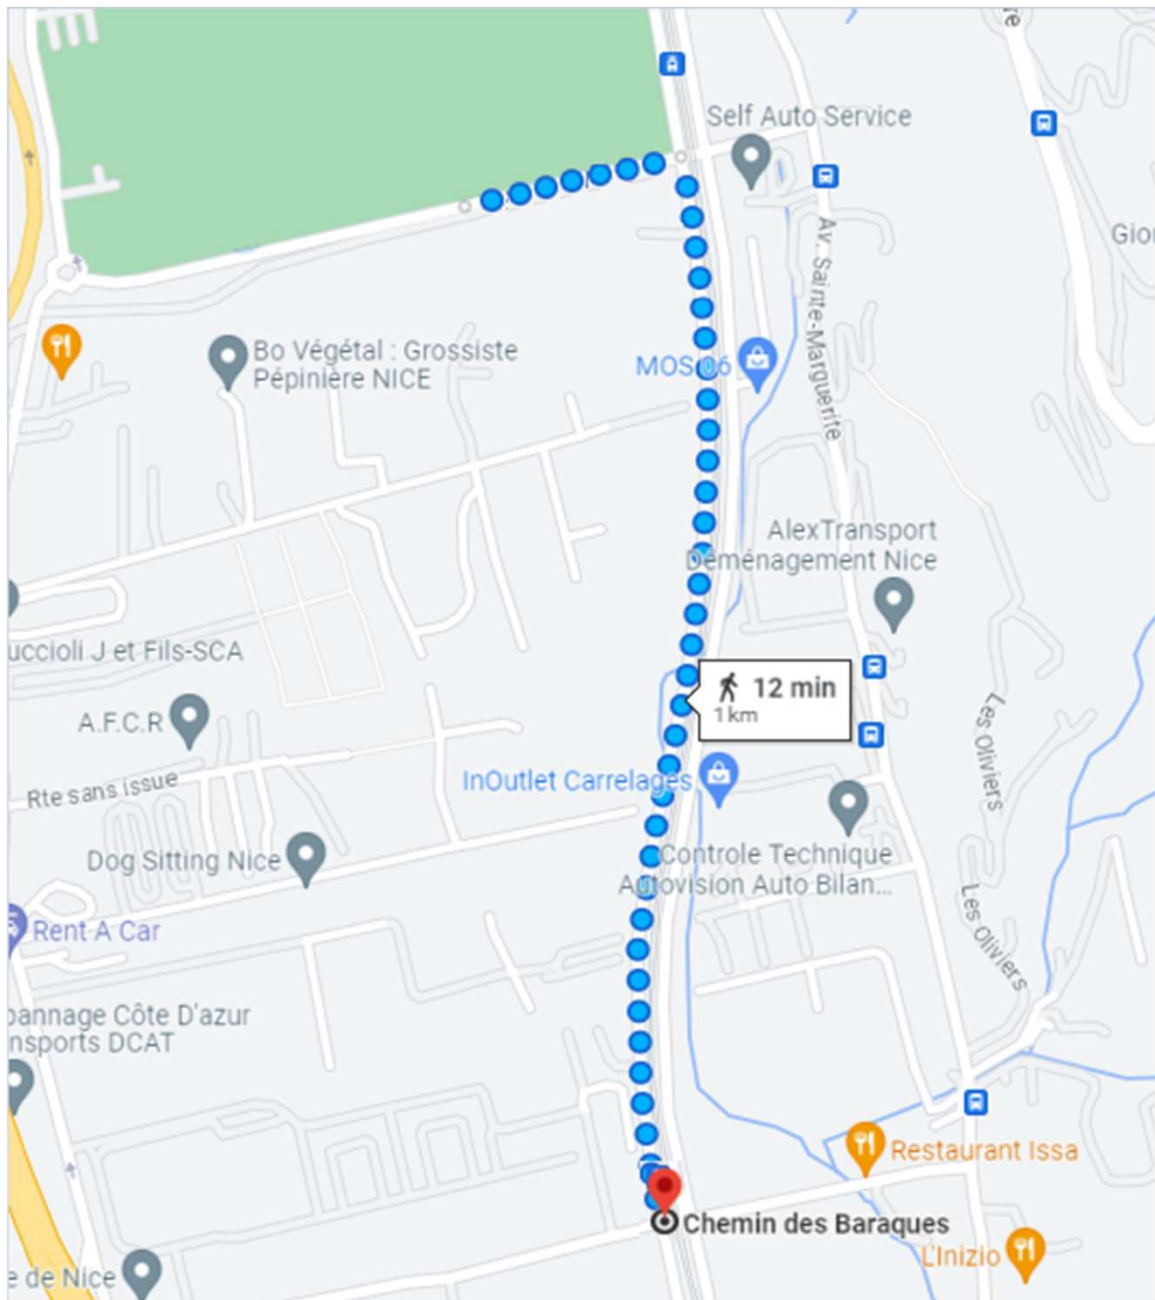 re
Self Auto Service
Gior
Av. Sainte-Marguerite
Bo Végétal : Grossiste
Pépinière NICE
MOS 06
AlexTransport
Déménagement Nice
uccioli J et Fils-SCA
12 min
1 km
A.F.C.R
Les Oliviers
InOutlet Carrelages
Rte sans issue
Dog Sitting Nice
Controle Technique
Autovision Auto Bilan...
Rent A Car
Les Oliviers
pannage Côte D'azur
nsports DCAT
Restaurant Issa
Chemin des Baraques
L'Inizio
e de Nice